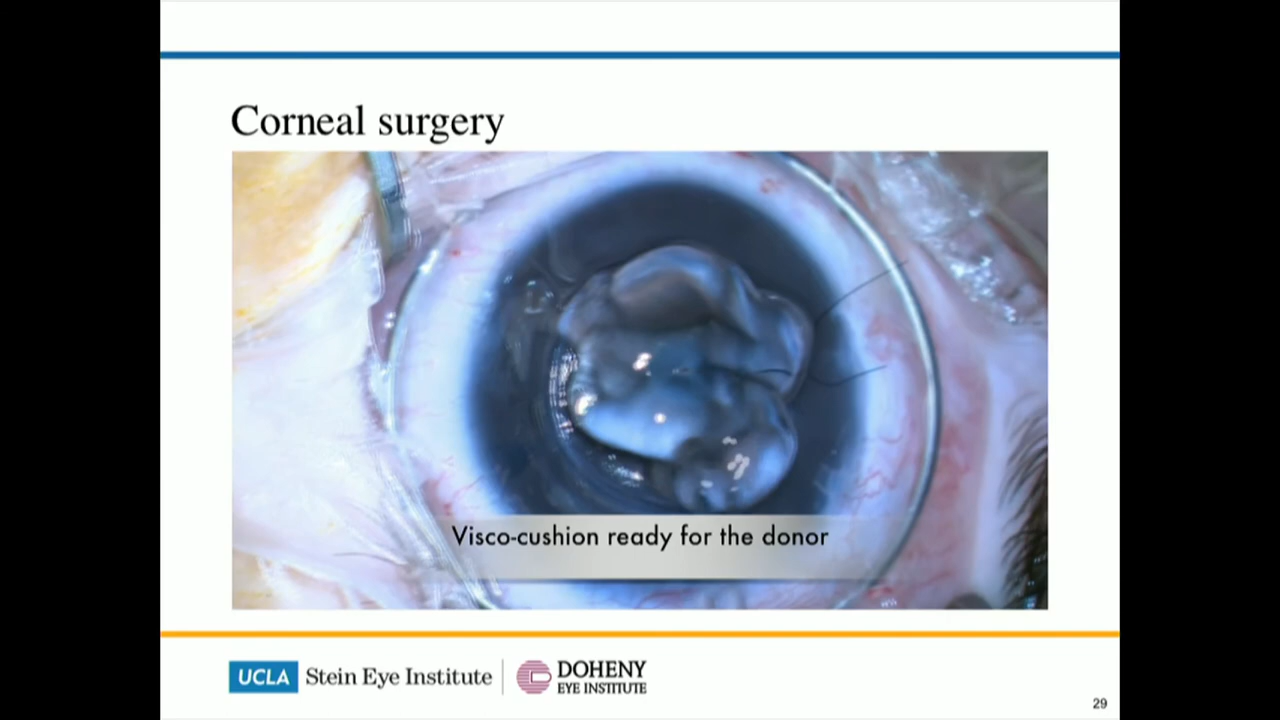 Corneal surgery
Visco-cushion ready for the donor
UCLA Stein Eye Institute
DOHENY
EYE INSTITUTE
29